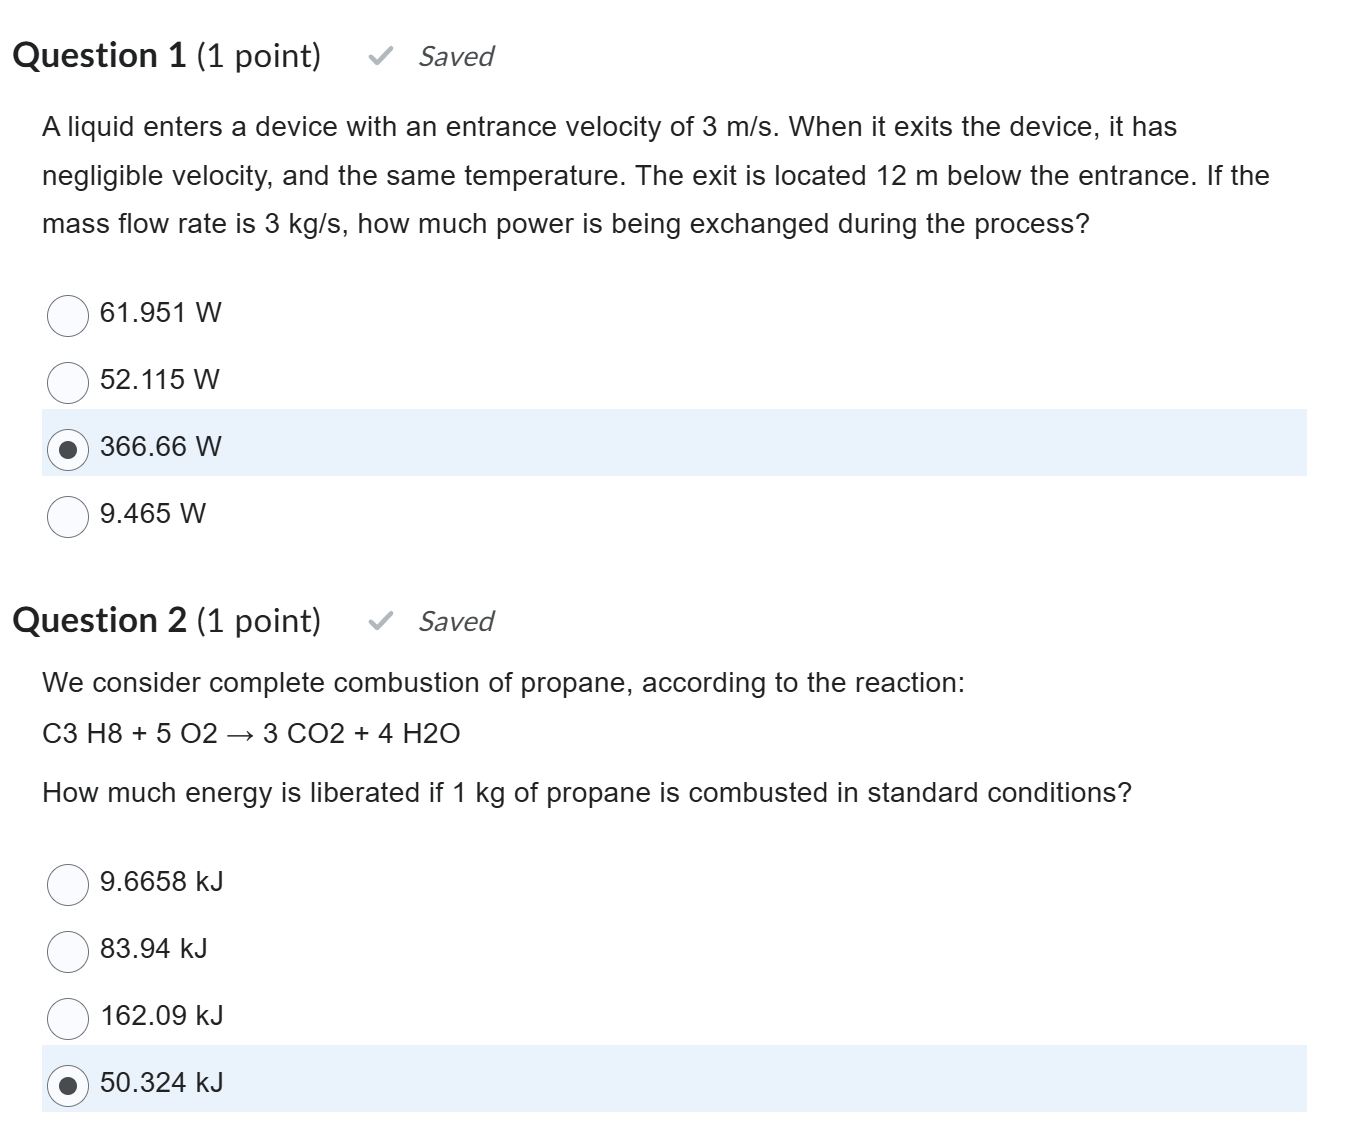 Question 1 (1 point) Saved
A liquid enters a device with an entrance velocity of 3 m/s. When it exits the device, it has
negligible velocity, and the same temperature. The exit is located 12 m below the entrance. If the
mass flow rate is 3 kg/s, how much power is being exchanged during the process?
61.951 W
52.115 W
366.66 W
9.465 W
Question 2 (1 point) Saved
We consider complete combustion of propane, according to the reaction:
C3 H8 + 5 O2 → 3 CO2 + 4 H2O
How much energy is liberated if 1 kg of propane is combusted in standard conditions?
9.6658 kJ
83.94 kJ
162.09 kJ
50.324 kJ